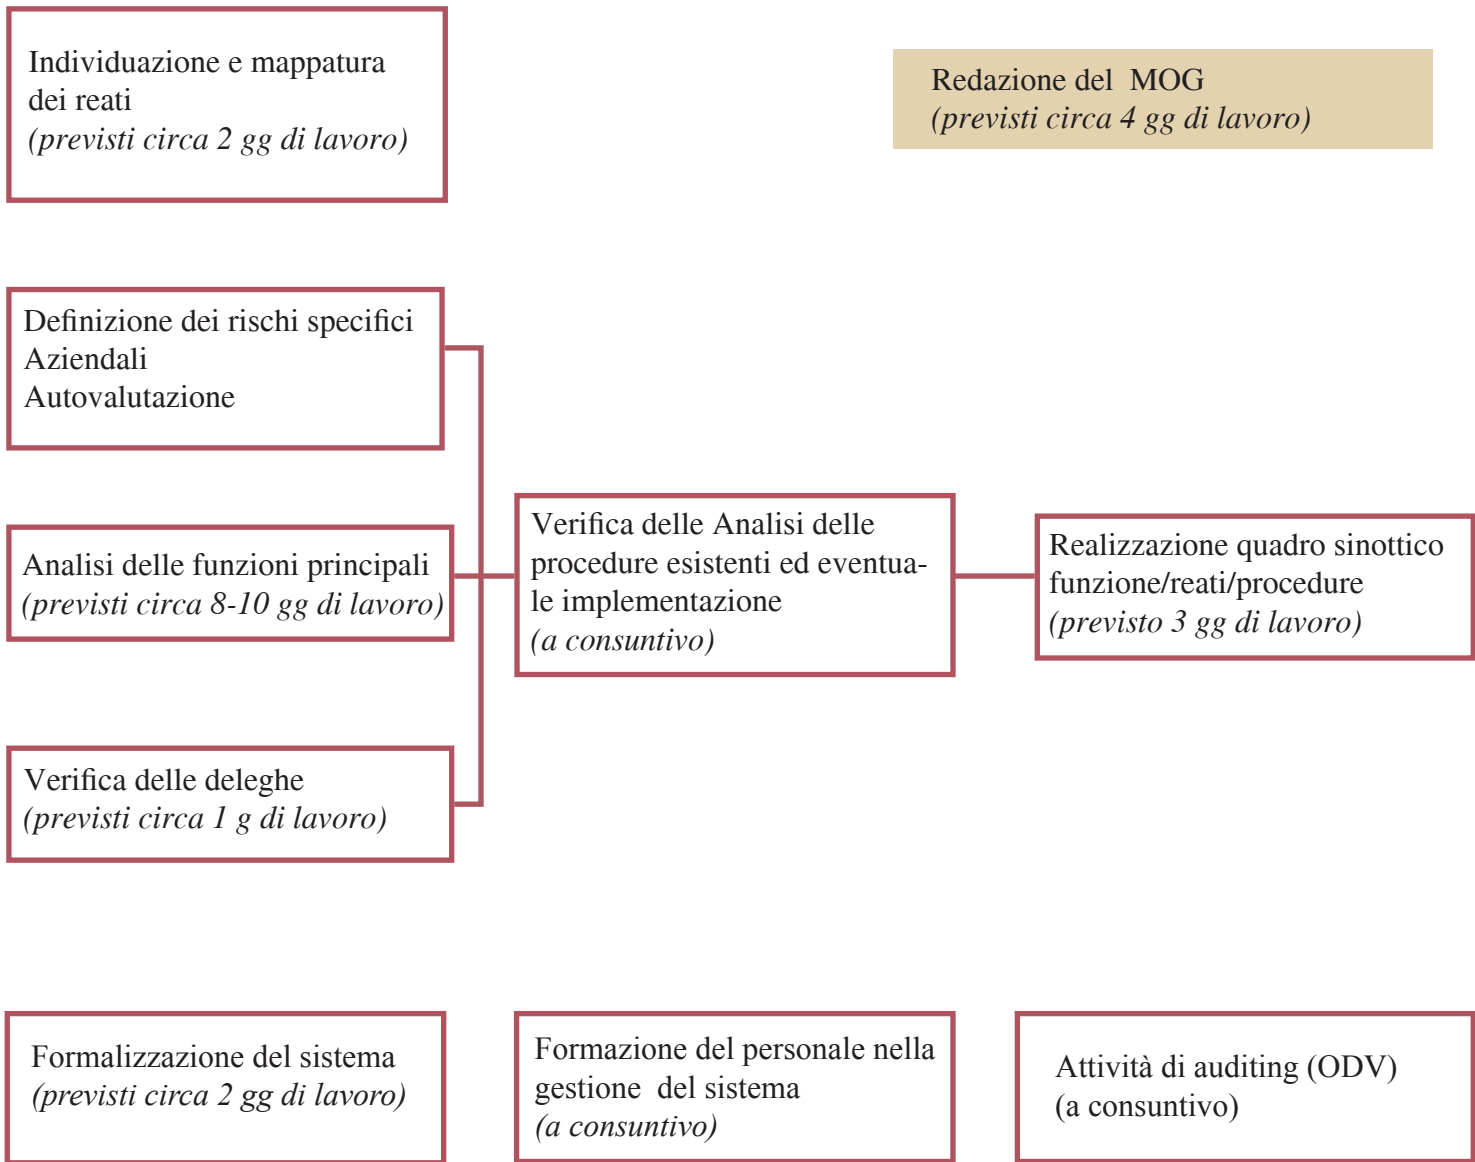 Individuazione e mappatura
dei reati
(previsti circa 2 gg di lavoro)
Redazione del  MOG
(previsti circa 4 gg di lavoro)
Definizione dei rischi specifici
Aziendali
Autovalutazione
Analisi delle funzioni principali
(previsti circa 8-10 gg di lavoro)
Verifica delle deleghe
(previsti circa 1 g di lavoro)
Verifica delle Analisi delle
procedure esistenti ed eventua-
le implementazione
(a consuntivo)
Realizzazione quadro sinottico
funzione/reati/procedure
(previsto 3 gg di lavoro)
Formalizzazione del sistema
(previsti circa 2 gg di lavoro)
Formazione del personale nella
gestione  del sistema
(a consuntivo)
Attività di auditing (ODV)
(a consuntivo)